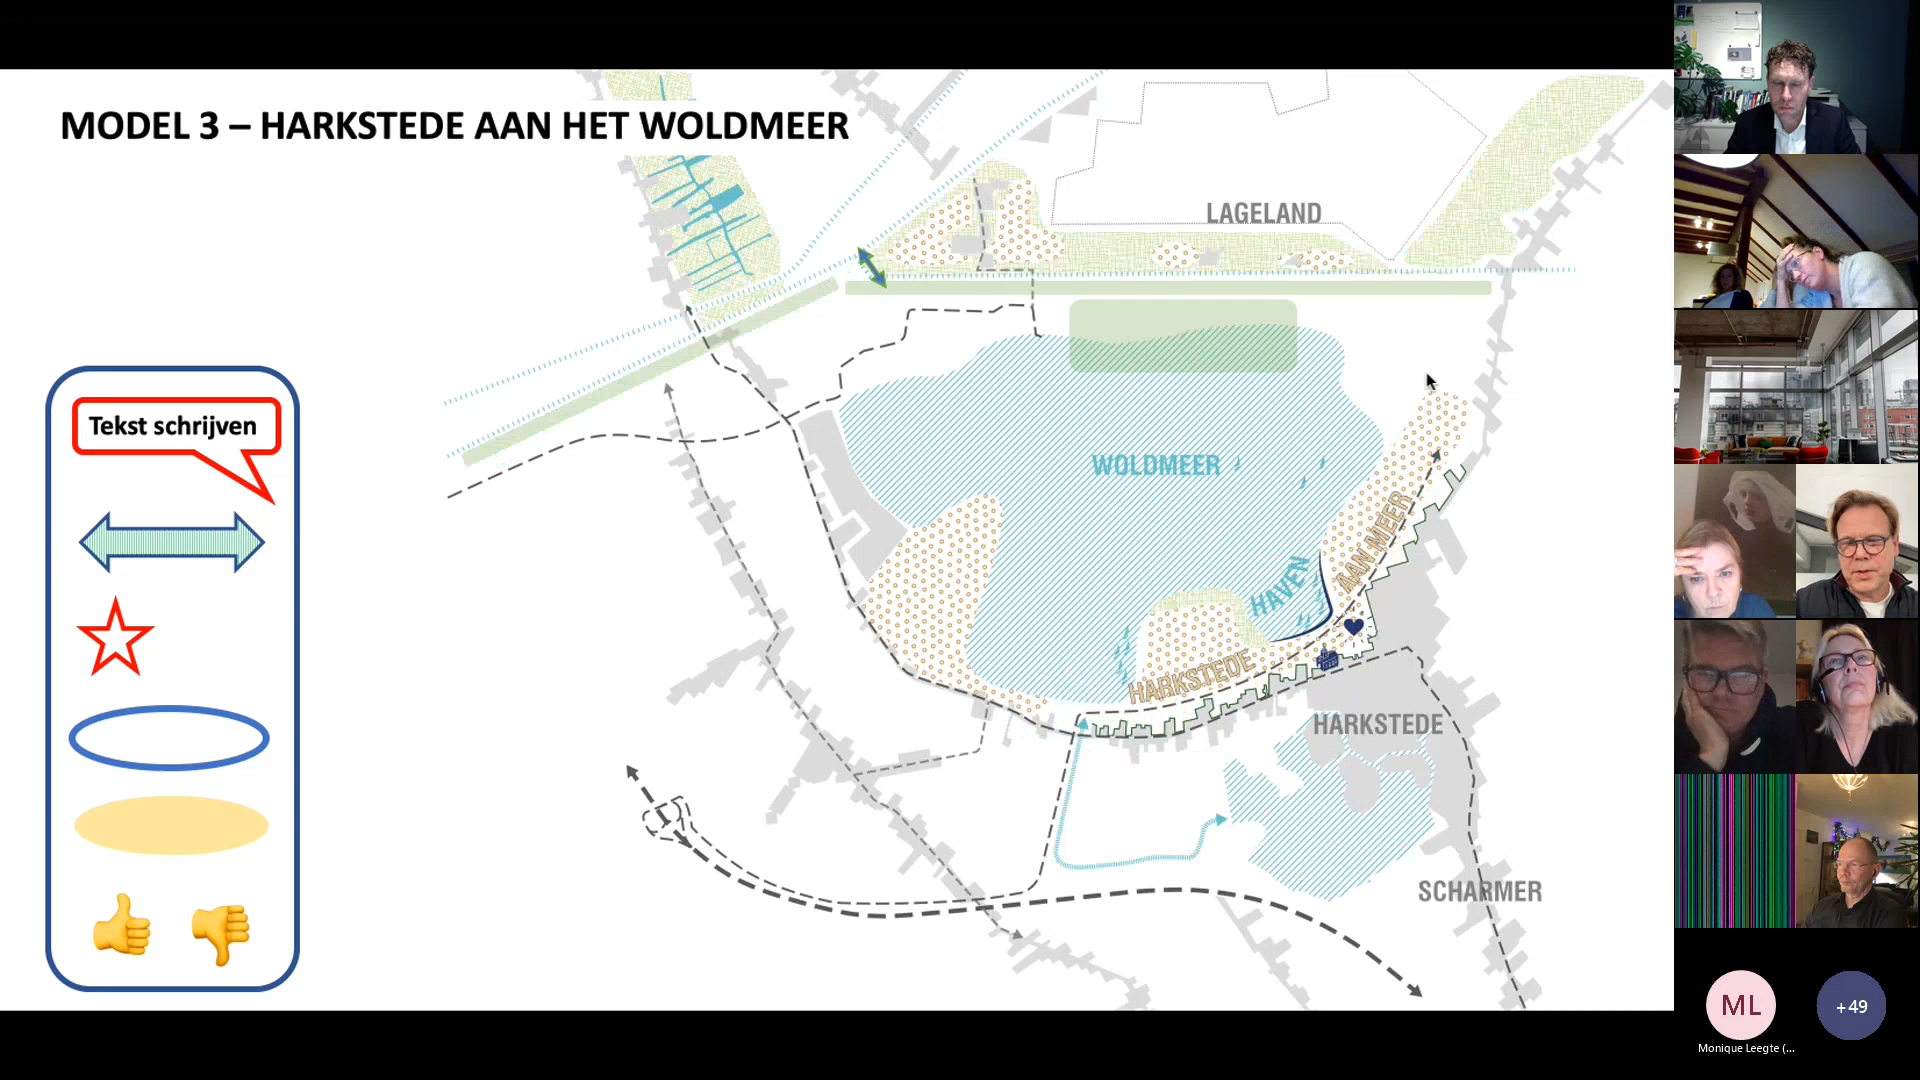 MODEL 3 – HARKSTEDE AAN HET WOLDMEER
LAGELAND
Tekst schrijven
WOLDMEER
AAN MEER
HAVEN
HARKSTEDE
HARKSTEDE
SCHARMER
ML
+49
Monique Leegte (...